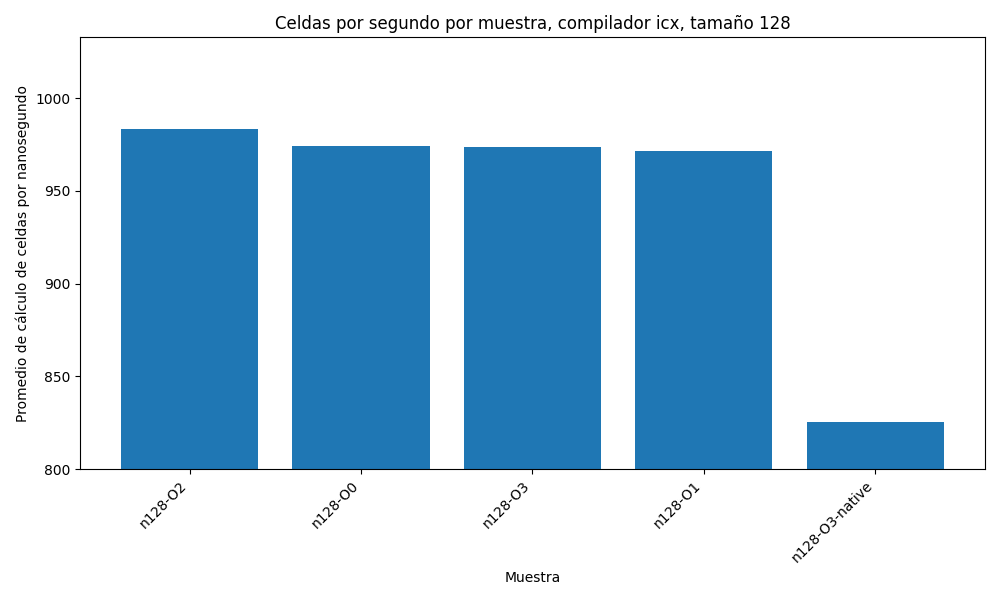 Celdas por segundo por muestra, compilador icx, tamaño 128
Promedio de cálculo de celdas por nanosegundo
1000
950
900
850
800
n128-O2
n128-O0
n128-O3
n128-O1
n128-O3-native
Muestra